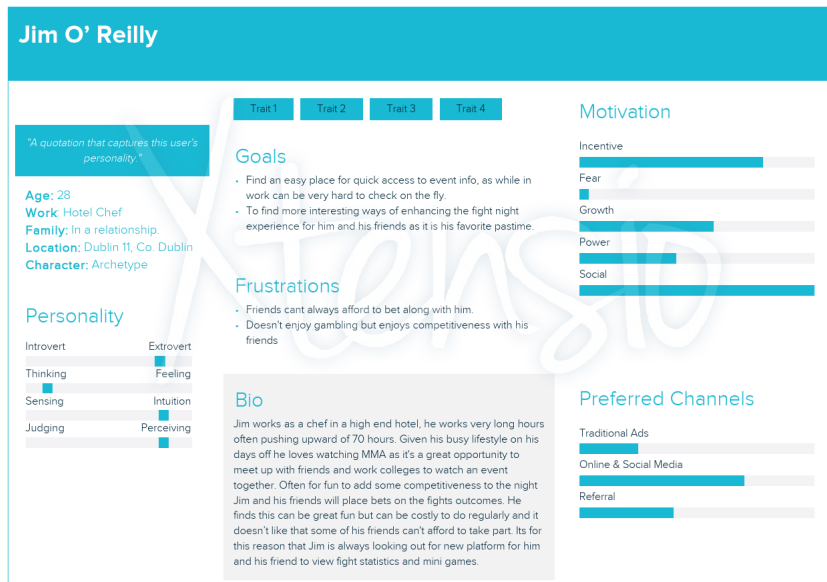 Jim O' Reilly
"A quotation that captures this user's
personality."
Age: 28
Work: Hotel Chef
Family: In a relationship.
Location: Dublin 11, Co. Dublin
Character: Archetype
Personality
Introvert Extrovert
Thinking Feeling
Sensing Intuition
Judging Perceiving
Trait 1 Trait 2 Trait 3 Trait 4
Goals
• Find an easy place for quick access to event info, as while in
work can be very hard to check on the fly.
• To find more interesting ways of enhancing the fight night
experience for him and his friends as it is his favorite pastime.
Frustrations
• Friends cant always afford to bet along with him.
• Doesn't enjoy gambling but enjoys competitiveness with his
friends
Bio
Jim works as a chef in a high end hotel, he works very long hours
often pushing upward of 70 hours. Given his busy lifestyle on his
days off he loves watching MMA as it's a great opportunity to
meet up with friends and work colleges to watch an event
together. Often for fun to add some competitiveness to the night
Jim and his friends will place bets on the fights outcomes. He
finds this can be great fun but can be costly to do regularly and it
doesn't like that some of his friends can't afford to take part. Its for
this reason that Jim is always looking out for new platform for him
and his friend to view fight statistics and mini games.
Motivation
Incentive
Fear
Growth
Power
Social
Preferred Channels
Traditional Ads
Online & Social Media
Referral
Xtensio